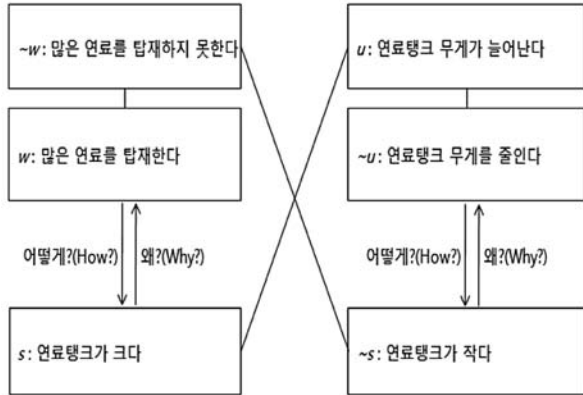 ~w: 많은 연료를 탑재하지 못한다
u: 연료탱크 무게가 늘어난다
w: 많은 연료를 탑재한다
~u: 연료탱크 무게를 줄인다
어떻게?(How?) 왜?(Why?)
어떻게?(How?) 왜?(Why?)
s: 연료탱크가 크다
~s: 연료탱크가 작다